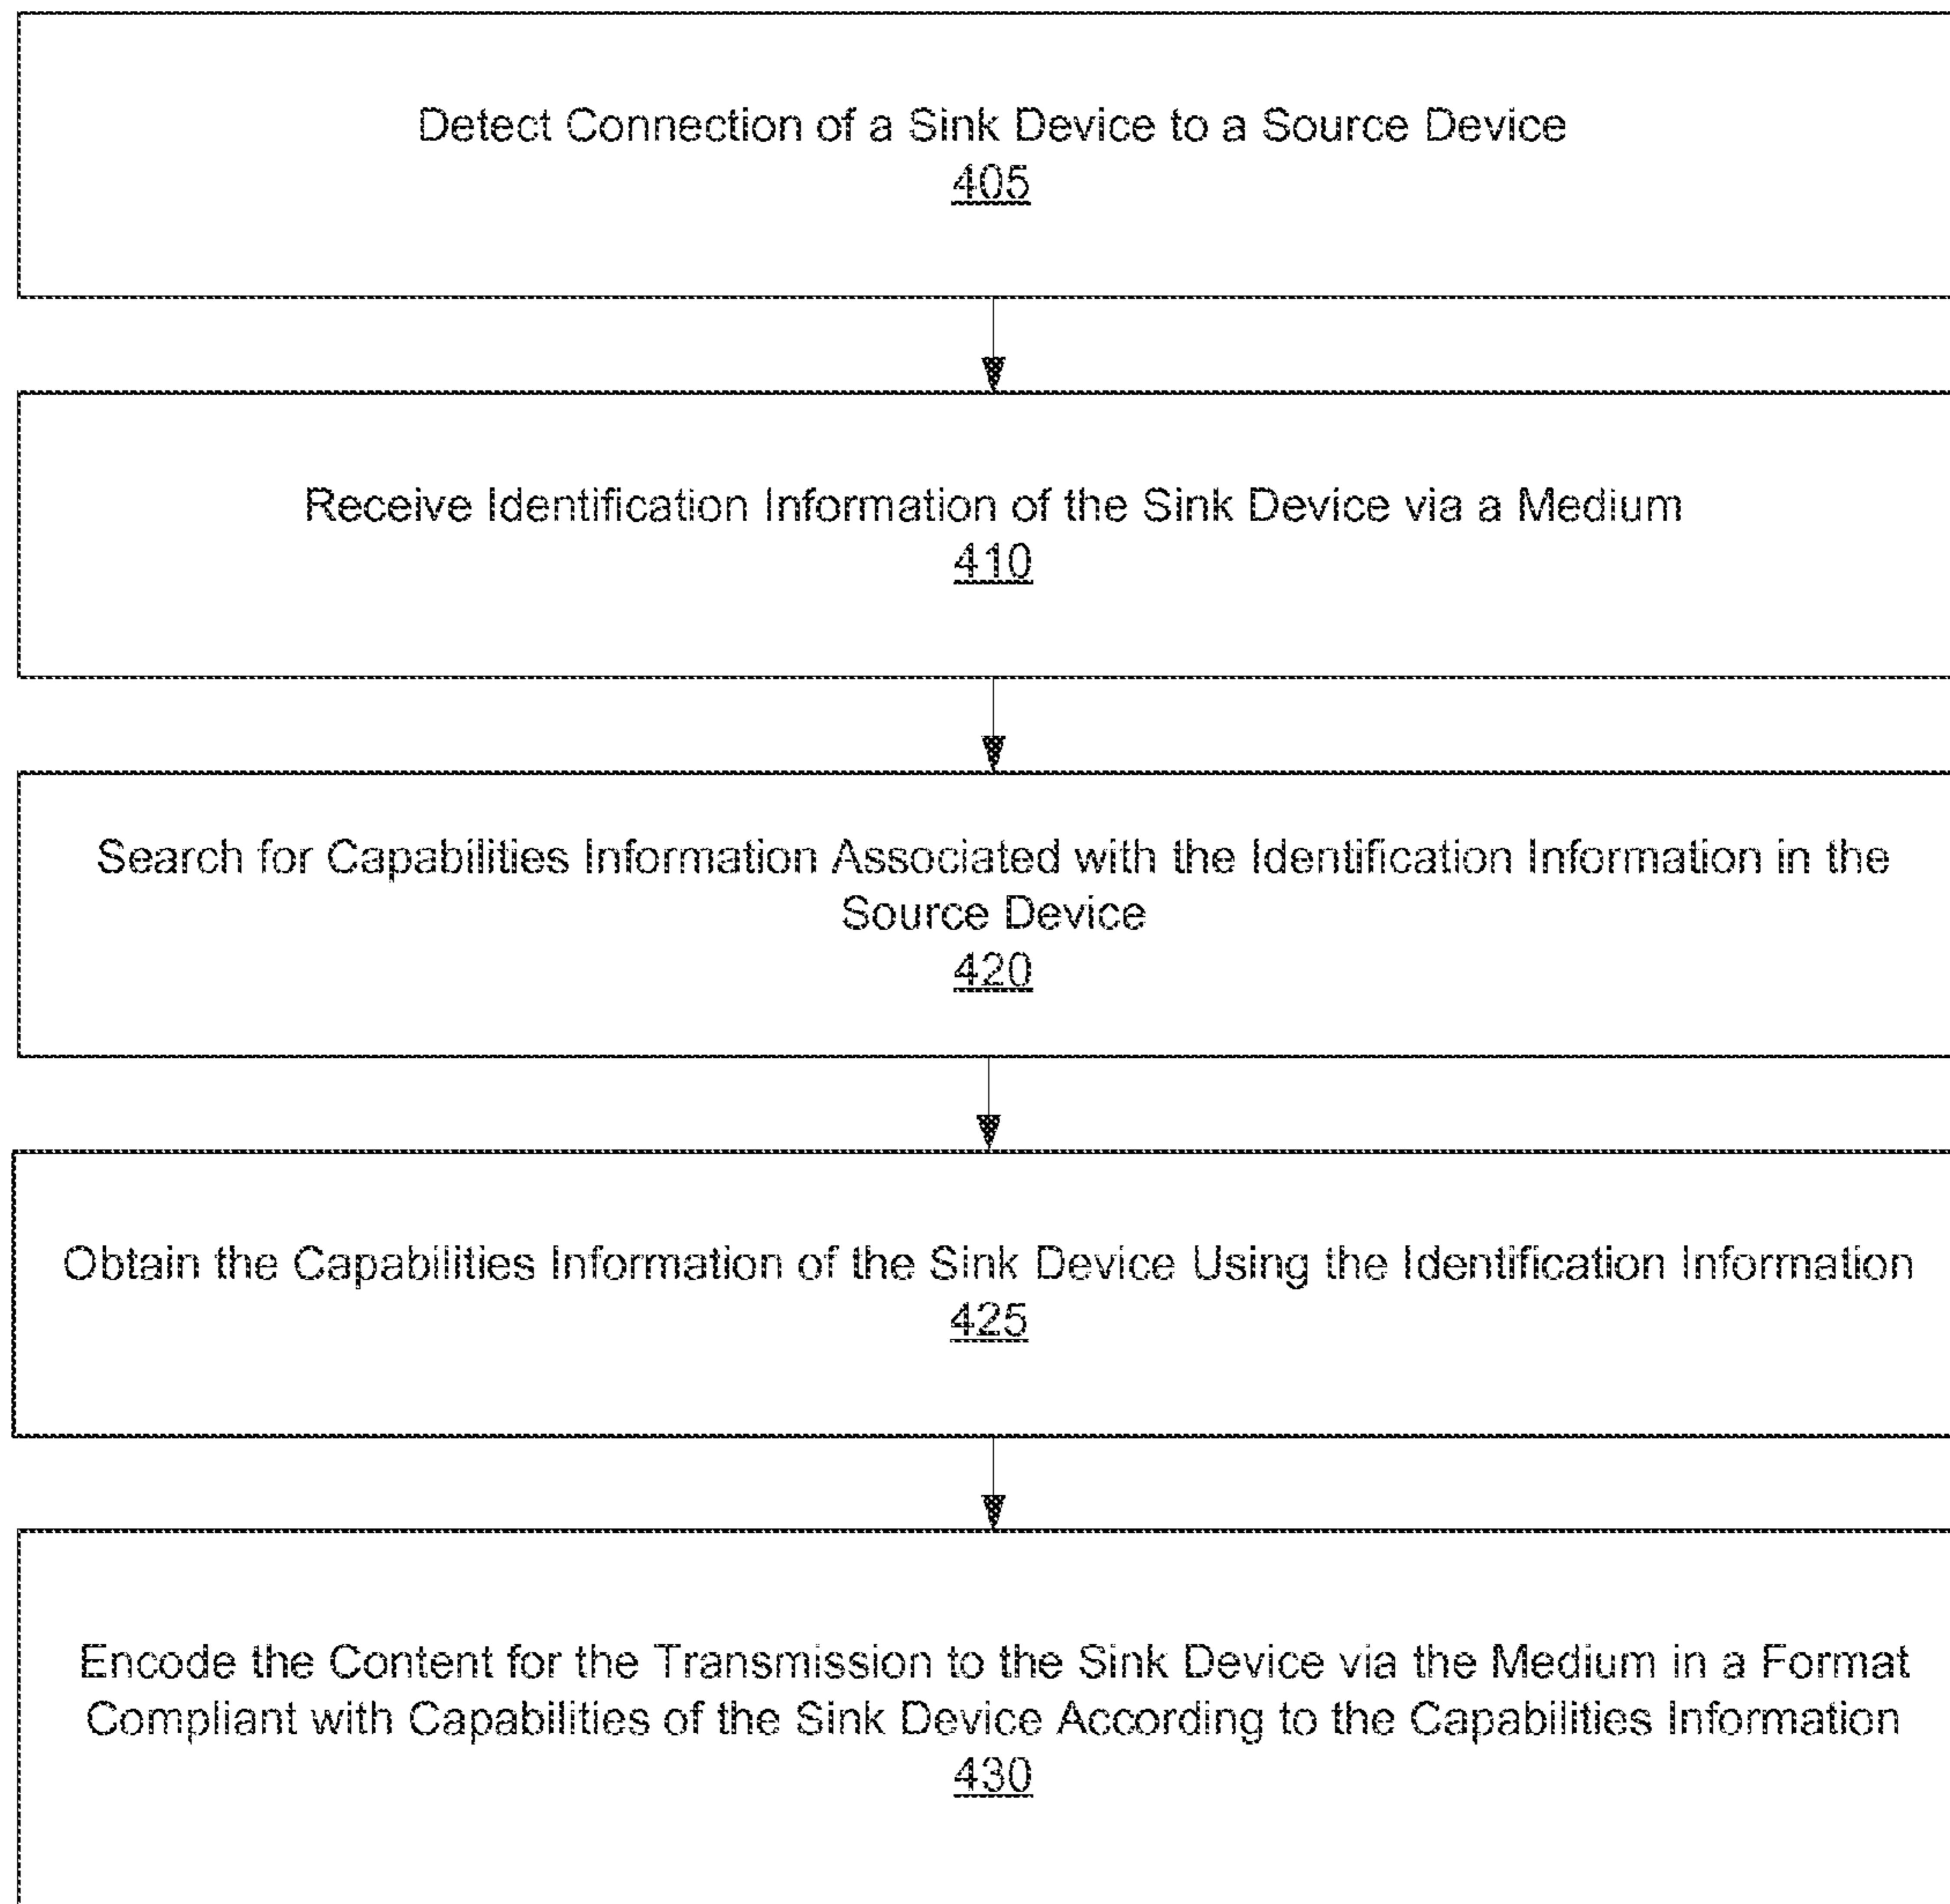 Detect Connection of a Sink Device to a Source Device
405
Receive Identification Information of the Sink Device via a Medium
410
Search for Capabilities Information Associated with the Identification Information in the
Source Device
420
Obtain the Capabilities Information of the Sink Device Using the Identification Information
425
Encode the Content for the Transmission to the Sink Device via the Medium in a Format
Compliant with Capabilities of the Sink Device According to the Capabilities Information
430